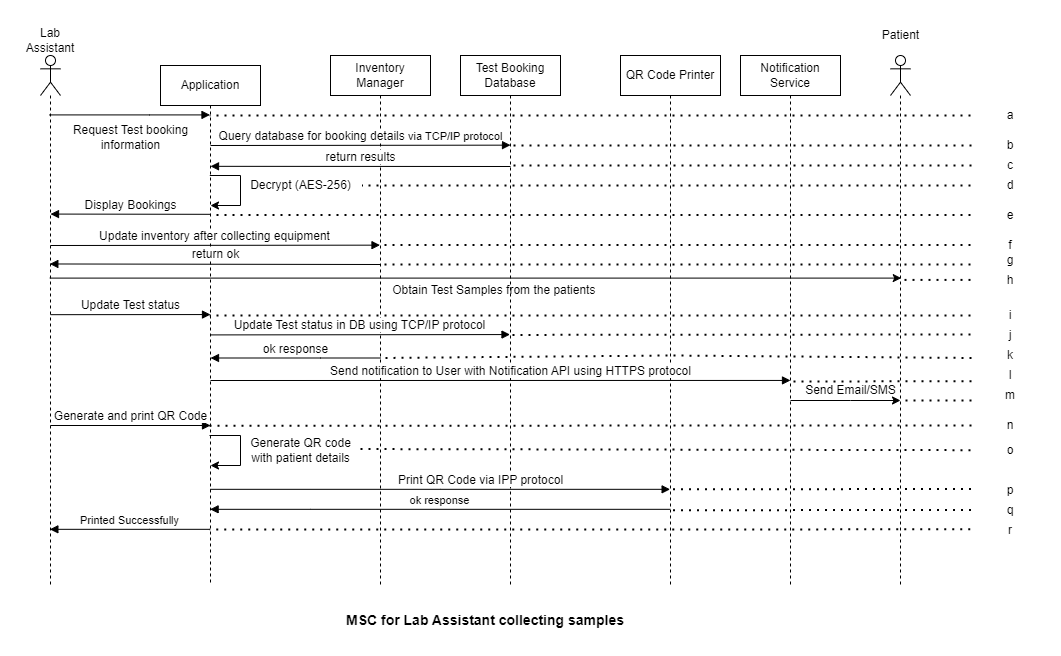 Lab
Assistant
Patient
Application
Inventory
Manager
Test Booking
Database
QR Code Printer
Notification
Service
a
Request Test booking
information
Query database for booking details via TCP/IP protocol
b
return results
c
Decrypt (AES-256)
d
Display Bookings
e
Update inventory after collecting equipment
f
return ok
g
h
Obtain Test Samples from the patients
Update Test status
i
Update Test status in DB using TCP/IP protocol
j
ok response
k
Send notification to User with Notification API using HTTPS protocol
l
Send Email/SMS
m
Generate and print QR Code
n
Generate QR code
with patient details
o
Print QR Code via IPP protocol
p
ok response
q
Printed Successfully
r
MSC for Lab Assistant collecting samples